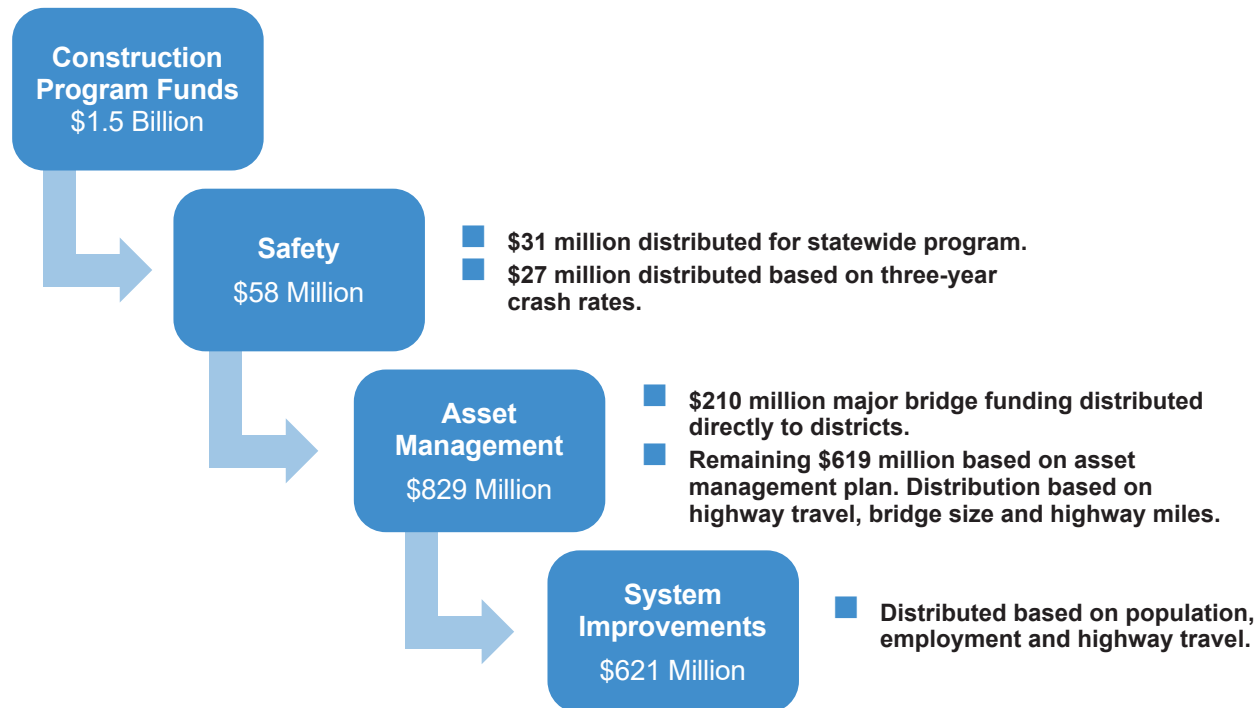 Construction
Program Funds
$1.5 Billion
Safety
$58 Million
$31 million distributed for statewide program.
$27 million distributed based on three-year
crash rates.
Asset
Management
$829 Million
$210 million major bridge funding distributed
directly to districts.
Remaining $619 million based on asset
management plan. Distribution based on
highway travel, bridge size and highway miles.
System
Improvements
$621 Million
Distributed based on population,
employment and highway travel.